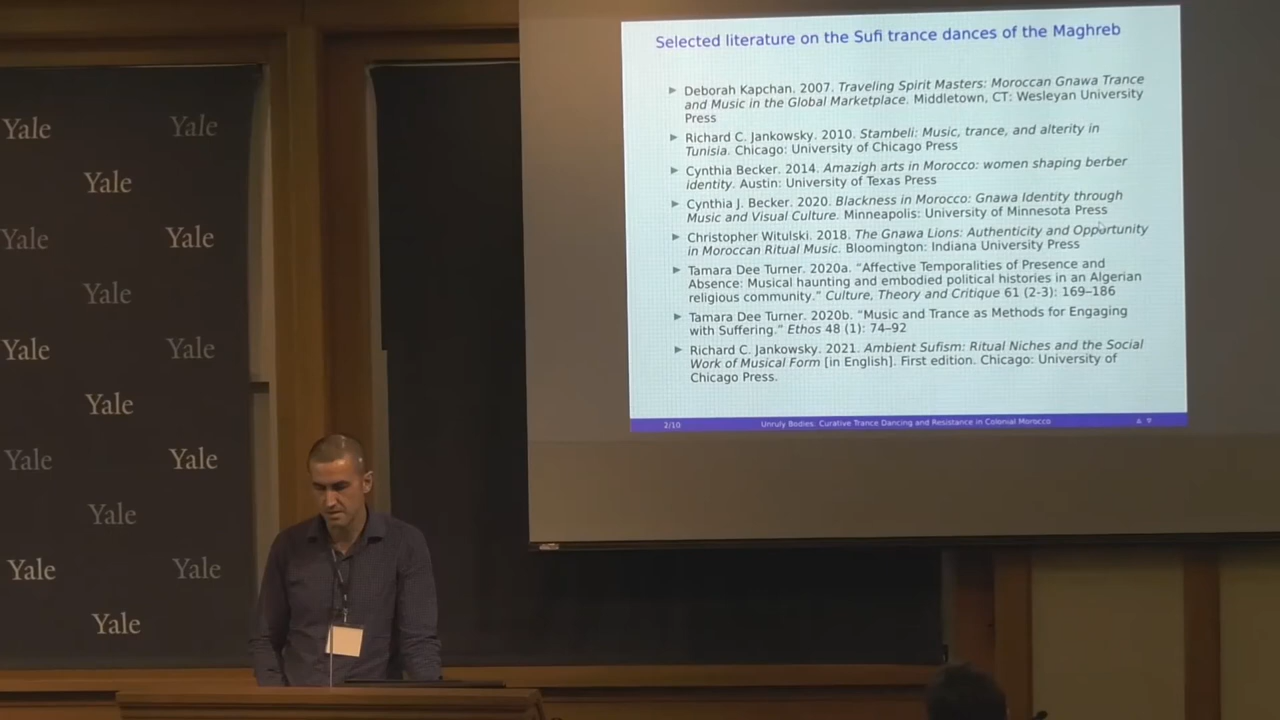 Selected literature on the Sufi trance dances of the Maghreb
Deborah Kapchan. 2007. Traveling Spirit Masters: Moroccan Gnawa Trance
and Music in the Global Marketplace. Middletown, CT: Wesleyan University
Press
Richard C. Jankowsky. 2010. Stambeli: Music, trance, and alterity in
Tunisia. Chicago: University of Chicago Press
Cynthia Becker. 2014. Amazigh arts in Morocco: women shaping berber
identity. Austin: University of Texas Press
Cynthia J. Becker. 2020. Blackness in Morocco: Gnawa Identity through
Music and Visual Culture. Minneapolis: University of Minnesota Press
Christopher Witulski. 2018. The Gnawa Lions: Authenticity and Opportunity
in Moroccan Ritual Music. Bloomington: Indiana University Press
Tamara Dee Turner. 2020a. “Affective Temporalities of Presence and
Absence: Musical haunting and embodied political histories in an Algerian
religious community.” Culture, Theory and Critique 61 (2-3): 169–186
Tamara Dee Turner. 2020b. “Music and Trance as Methods for Engaging
with Suffering.” Ethos 48 (1): 74–92
Richard C. Jankowsky. 2021. Ambient Sufism: Ritual Niches and the Social
Work of Musical Form [in English]. First edition. Chicago: University of
Chicago Press.
2/10 Unruly Bodies: Curative Trance Dancing and Resistance in Colonial Morocco
Yale Yale
Yale
Yale Yale
Yale
Yale Yale
Yale
Yale Yale
Yale
Yale Yale
Yale